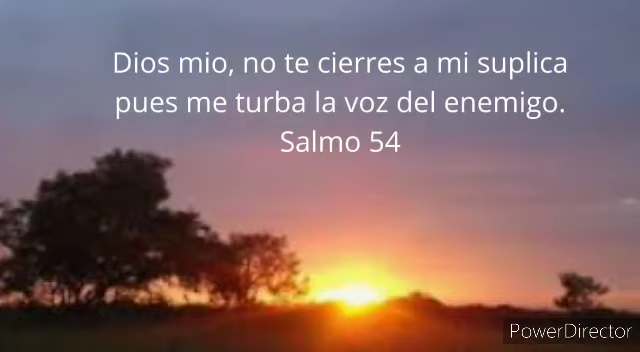 Dios mio, no te cierres a mi suplica
pues me turba la voz del enemigo.
Salmo 54
PowerDirector